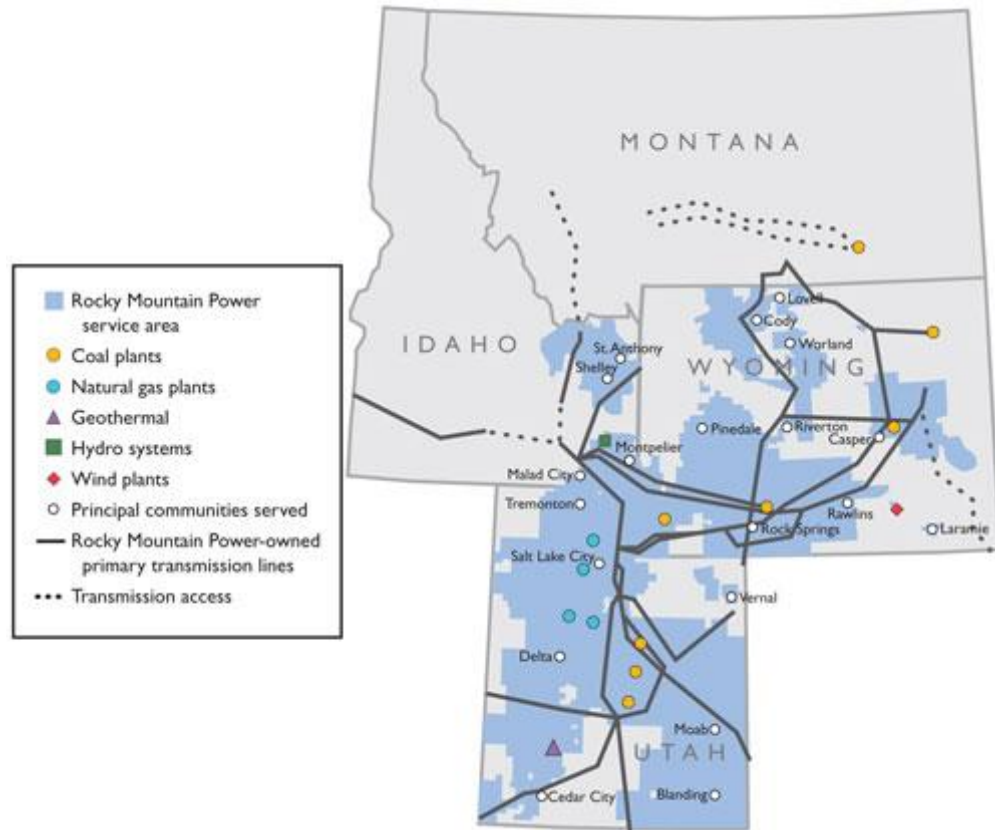 MONTANA
IDAHO
WYOMING
UTAH
Rocky Mountain Power
service area
Coal plants
Natural gas plants
Geothermal
Hydro systems
Wind plants
Principal communities served
Rocky Mountain Power-owned
primary transmission lines
Transmission access
Lovell
Cody
Worland
St. Anthony
Shelley
Pinedale
Riverton
Casper
Montpelier
Malad City
Tremonton
Rock Springs
Rawlins
Laramie
Salt Lake City
Vernal
Delta
Moab
Cedar City
Blanding